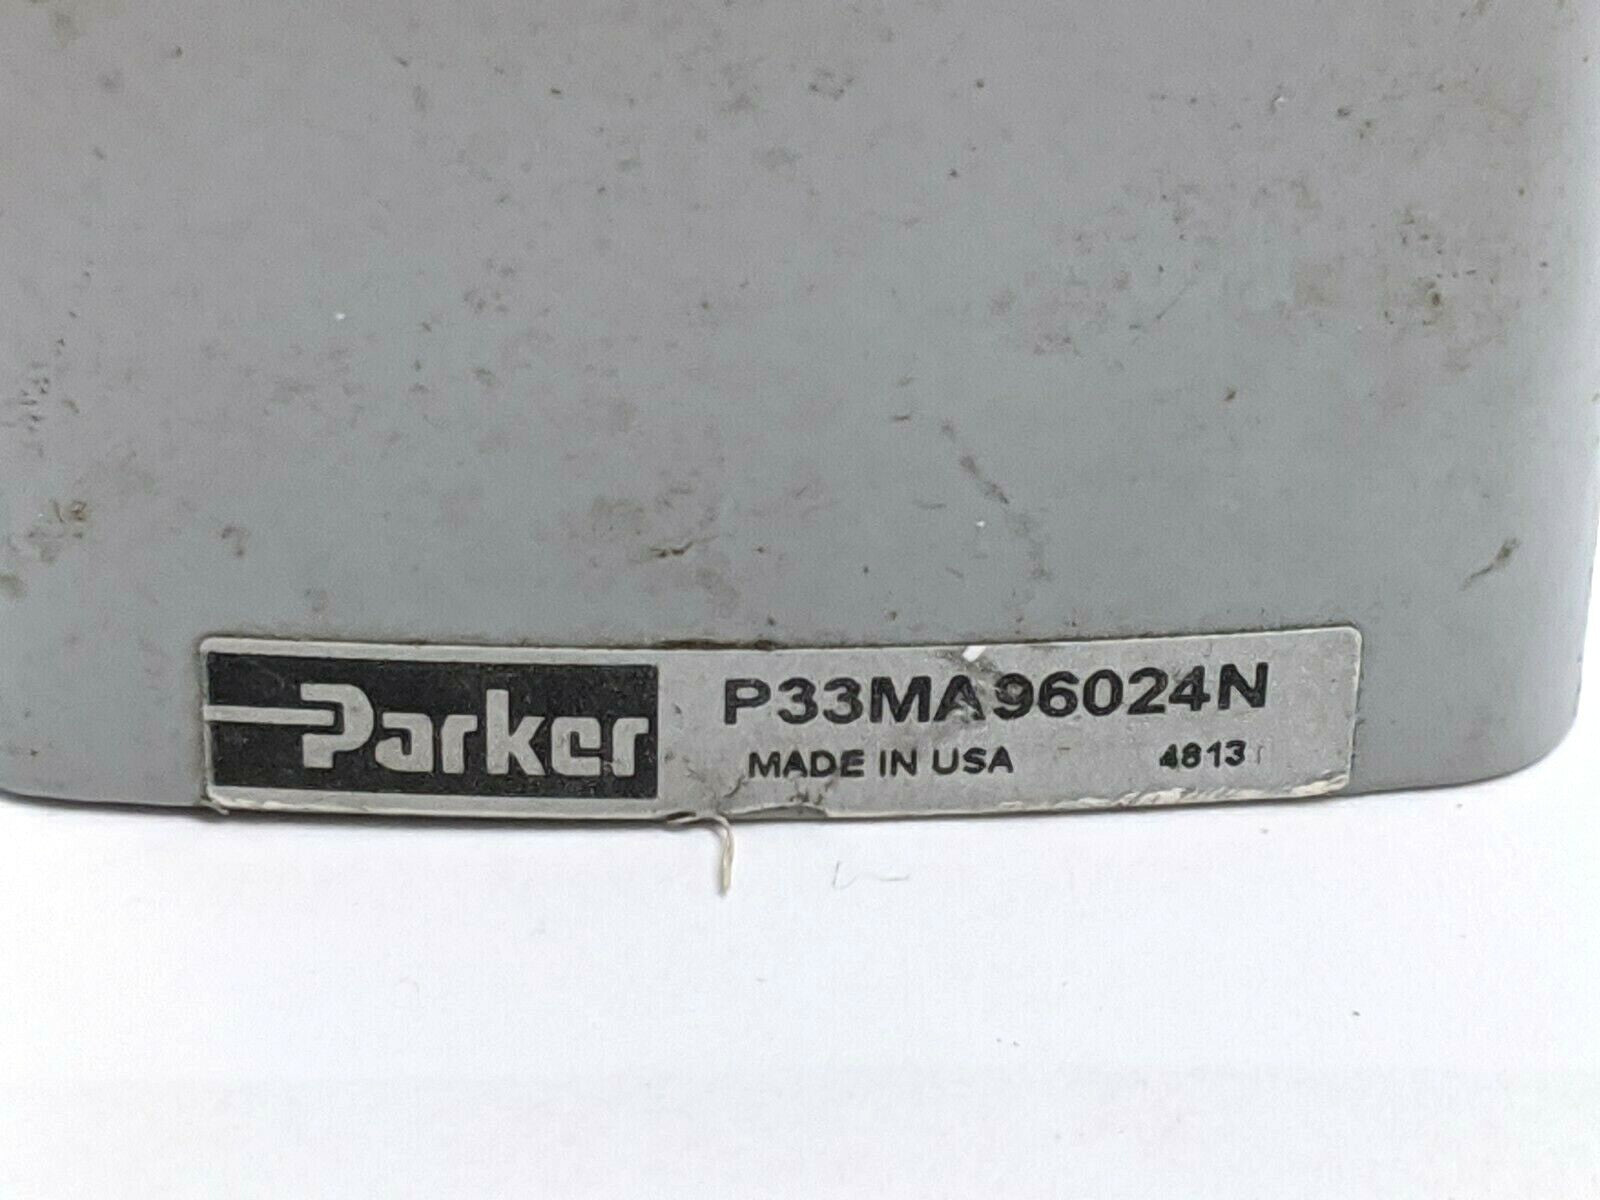 Parker
P33MA96024N
MADE IN USA 4813